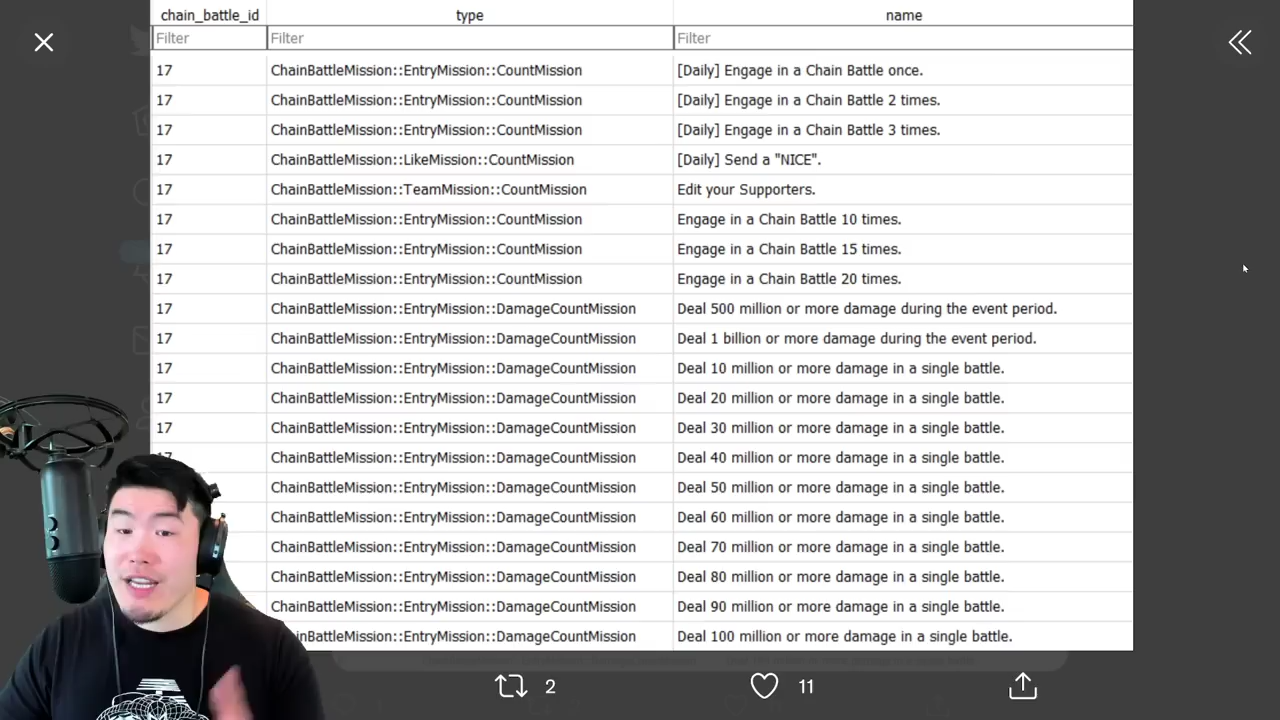 chain_battle_id type name
Filter Filter Filter
17 ChainBattleMission::EntryMission::CountMission [Daily] Engage in a Chain Battle once.
17 ChainBattleMission::EntryMission::CountMission [Daily] Engage in a Chain Battle 2 times.
17 ChainBattleMission::EntryMission::CountMission [Daily] Engage in a Chain Battle 3 times.
17 ChainBattleMission::LikeMission::CountMission [Daily] Send a "NICE".
17 ChainBattleMission::TeamMission::CountMission Edit your Supporters.
17 ChainBattleMission::EntryMission::CountMission Engage in a Chain Battle 10 times.
17 ChainBattleMission::EntryMission::CountMission Engage in a Chain Battle 15 times.
17 ChainBattleMission::EntryMission::CountMission Engage in a Chain Battle 20 times.
17 ChainBattleMission::EntryMission::DamageCountMission Deal 500 million or more damage during the event period.
17 ChainBattleMission::EntryMission::DamageCountMission Deal 1 billion or more damage during the event period.
17 ChainBattleMission::EntryMission::DamageCountMission Deal 10 million or more damage in a single battle.
17 ChainBattleMission::EntryMission::DamageCountMission Deal 20 million or more damage in a single battle.
17 ChainBattleMission::EntryMission::DamageCountMission Deal 30 million or more damage in a single battle.
17 ChainBattleMission::EntryMission::DamageCountMission Deal 40 million or more damage in a single battle.
ChainBattleMission::EntryMission::DamageCountMission Deal 50 million or more damage in a single battle.
ChainBattleMission::EntryMission::DamageCountMission Deal 60 million or more damage in a single battle.
ChainBattleMission::EntryMission::DamageCountMission Deal 70 million or more damage in a single battle.
ChainBattleMission::EntryMission::DamageCountMission Deal 80 million or more damage in a single battle.
ChainBattleMission::EntryMission::DamageCountMission Deal 90 million or more damage in a single battle.
inBattleMission::EntryMission::DamageCountMission Deal 100 million or more damage in a single battle.
2 11